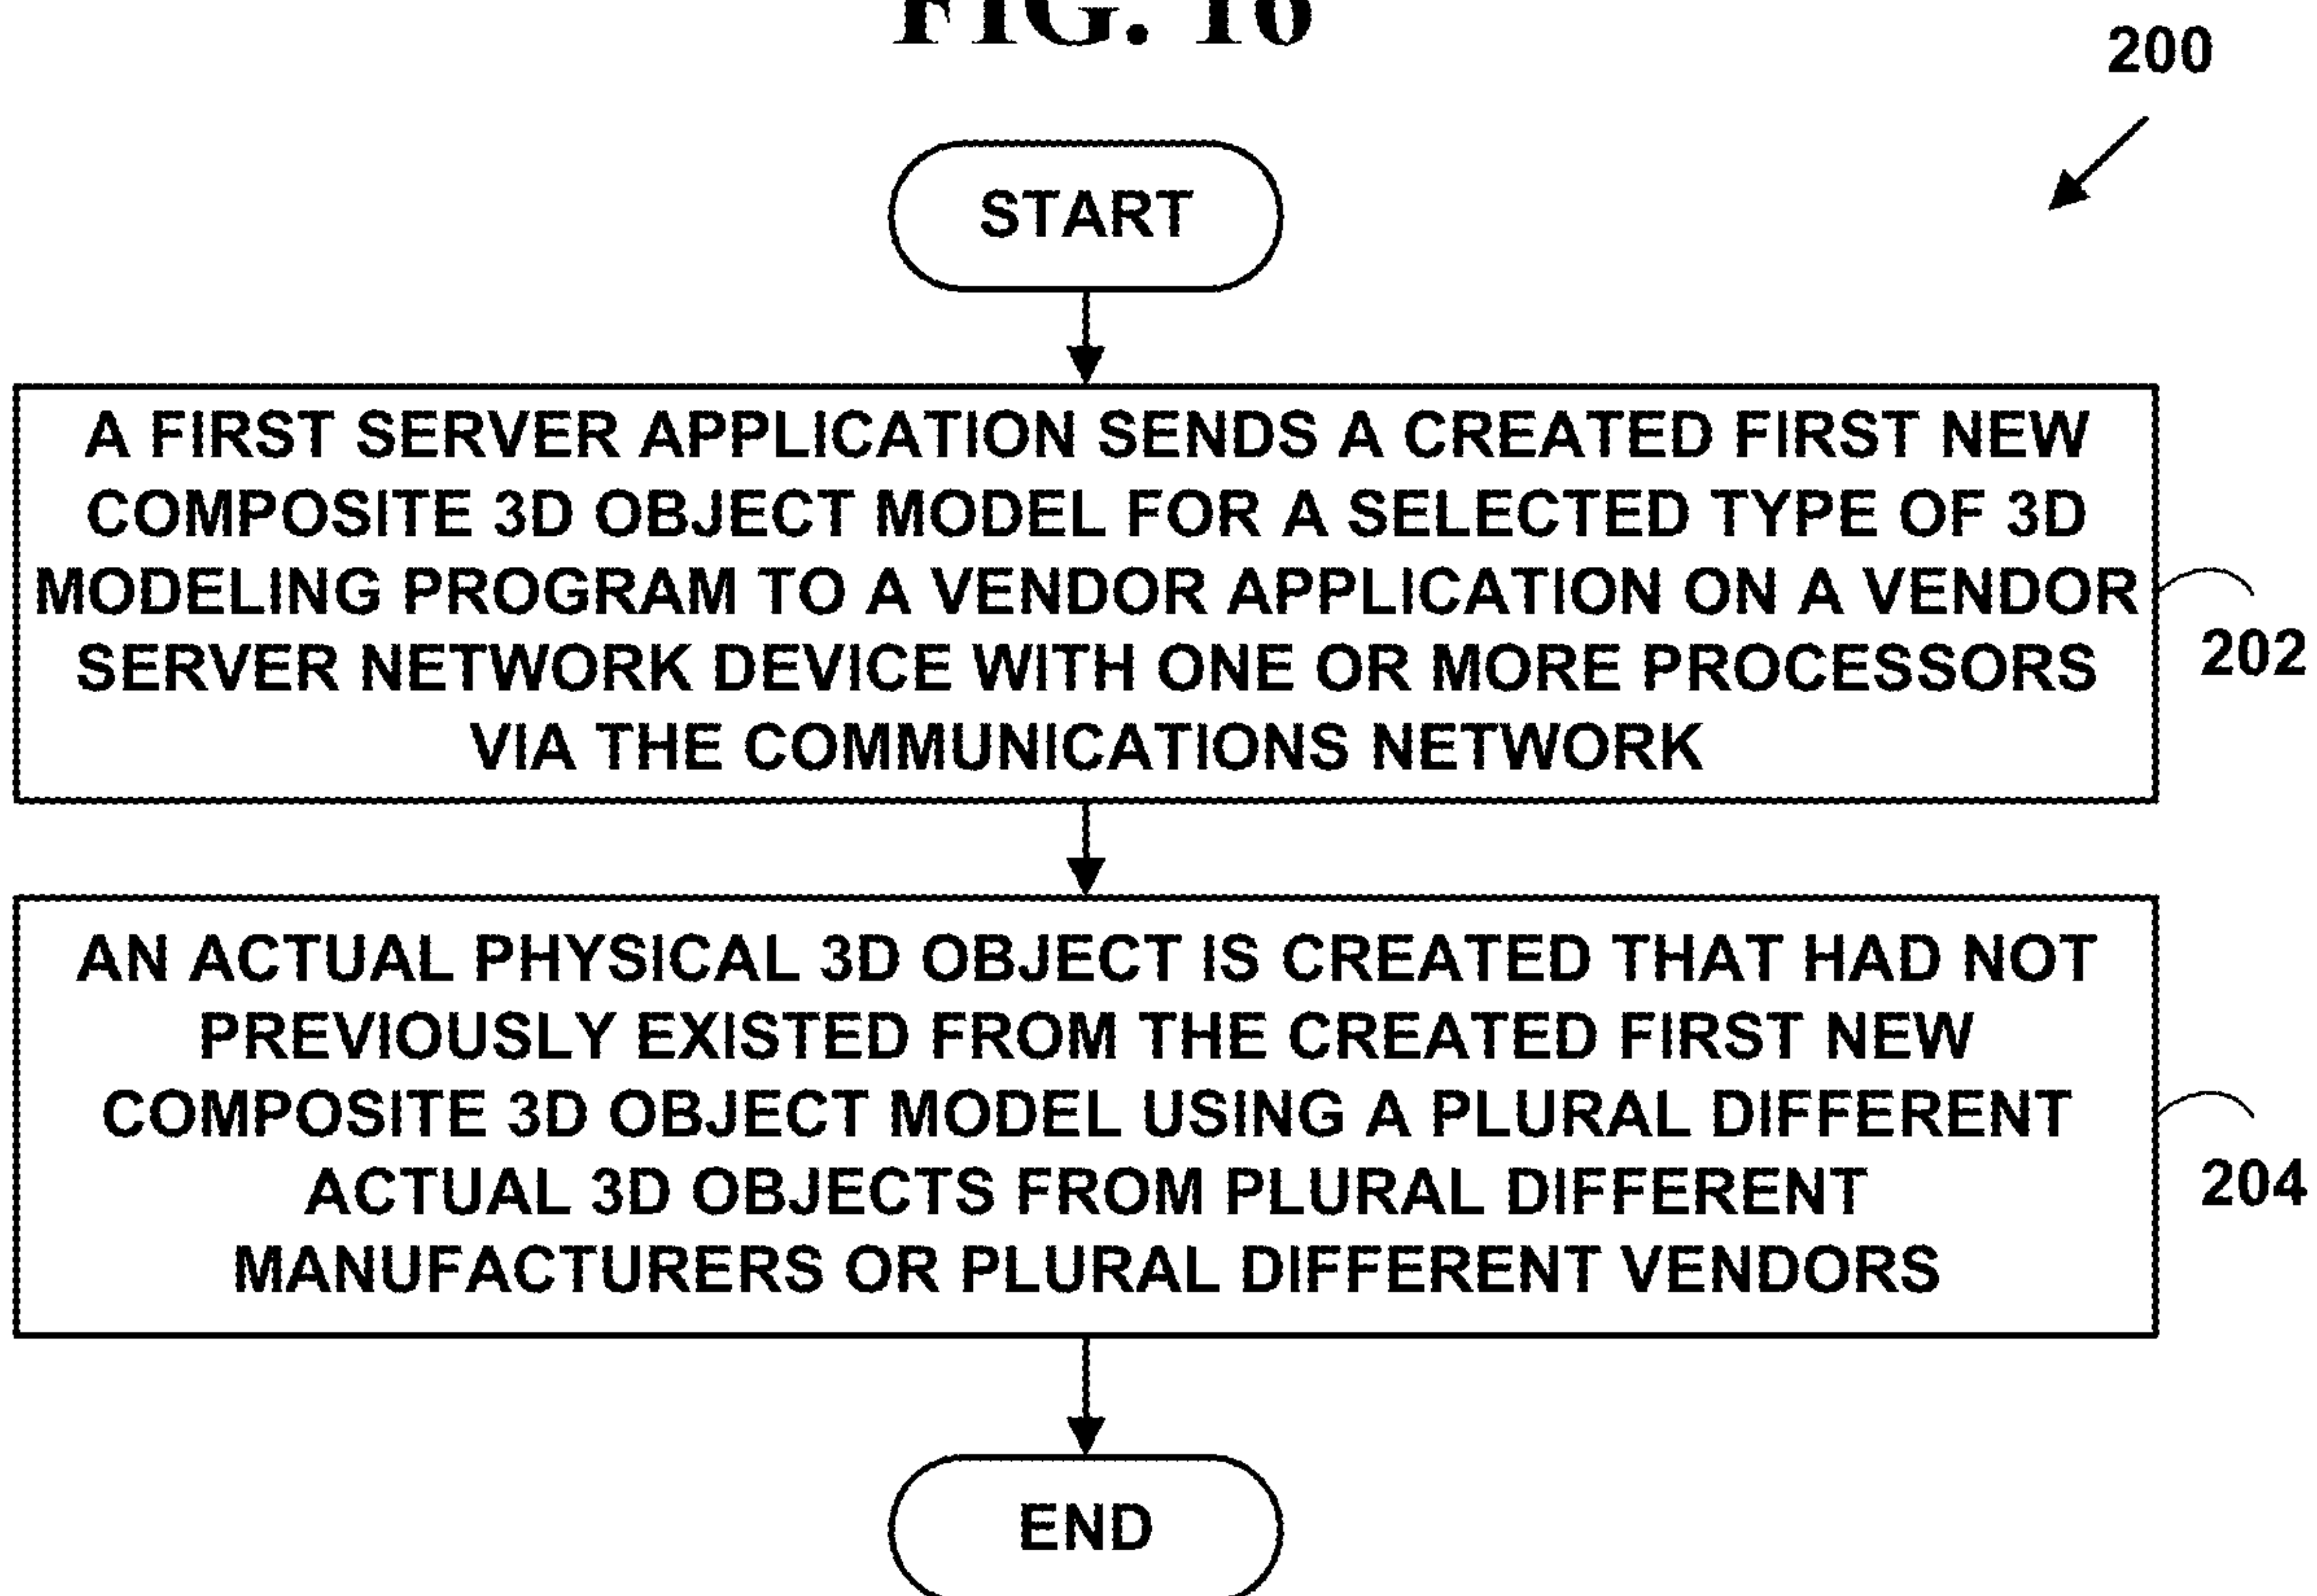 FIG. 16
200
START
A FIRST SERVER APPLICATION SENDS A CREATED FIRST NEW
COMPOSITE 3D OBJECT MODEL FOR A SELECTED TYPE OF 3D
MODELING PROGRAM TO A VENDOR APPLICATION ON A VENDOR
SERVER NETWORK DEVICE WITH ONE OR MORE PROCESSORS
VIA THE COMMUNICATIONS NETWORK
202
AN ACTUAL PHYSICAL 3D OBJECT IS CREATED THAT HAD NOT
PREVIOUSLY EXISTED FROM THE CREATED FIRST NEW
COMPOSITE 3D OBJECT MODEL USING A PLURAL DIFFERENT
ACTUAL 3D OBJECTS FROM PLURAL DIFFERENT
MANUFACTURERS OR PLURAL DIFFERENT VENDORS
204
END